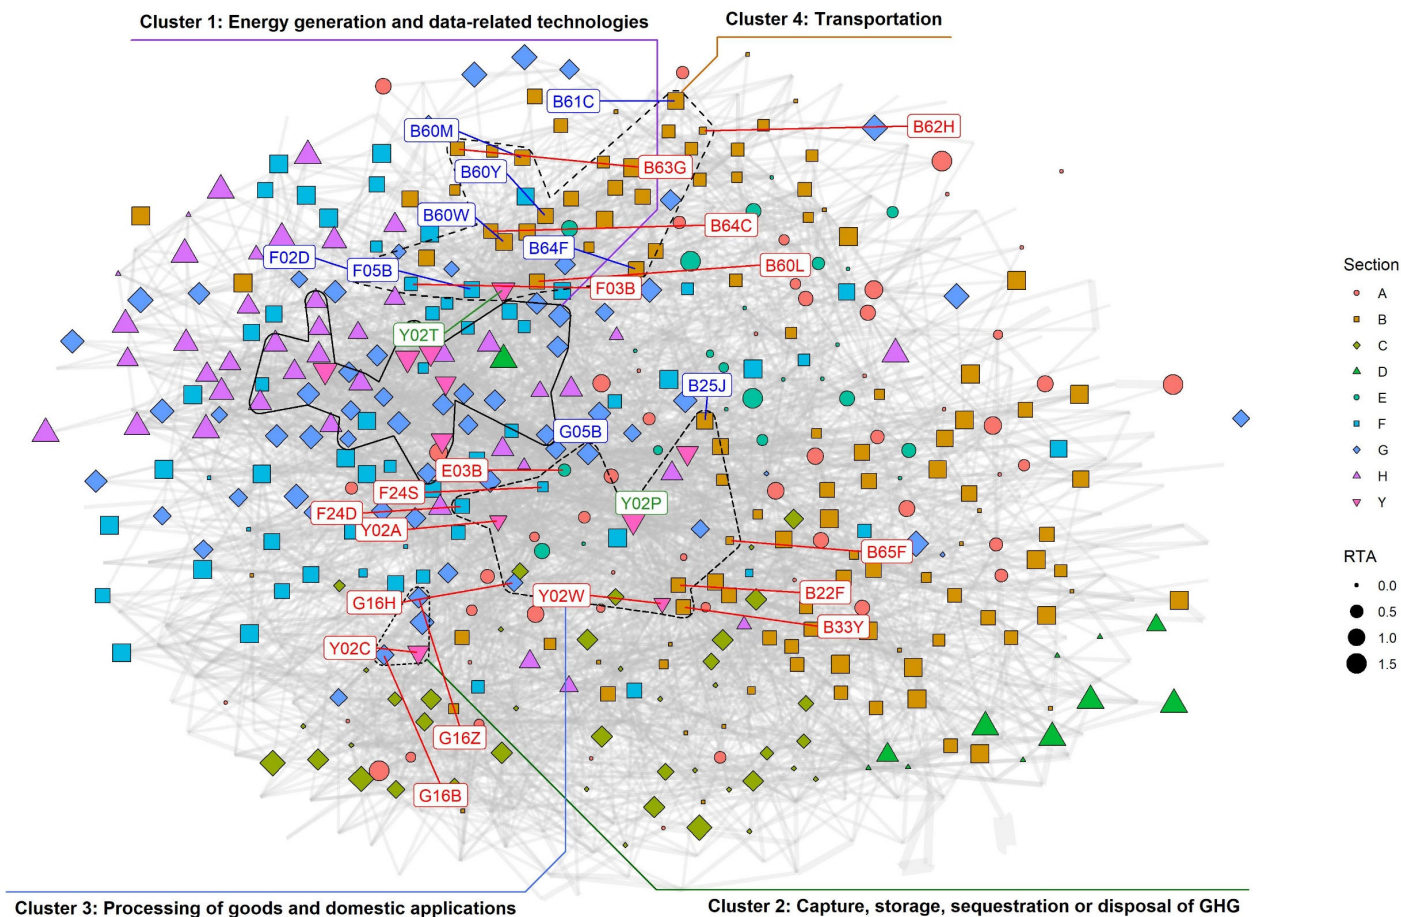 Cluster 1: Energy generation and data-related technologies
Cluster 4: Transportation
B61C
B60M
B62H
B63G
B60Y
B60W
B64C
B64F
F02D
F05B
B60L
F03B
Y02T
B25J
G05B
E03B
F24S
F24D
Y02P
Y02A
B65F
G16H
Y02W
B22F
B33Y
Y02C
G16Z
G16B
Section
A
B
C
D
E
F
G
H
Y
RTA
0.0
0.5
1.0
1.5
Cluster 3: Processing of goods and domestic applications
Cluster 2: Capture, storage, sequestration or disposal of GHG